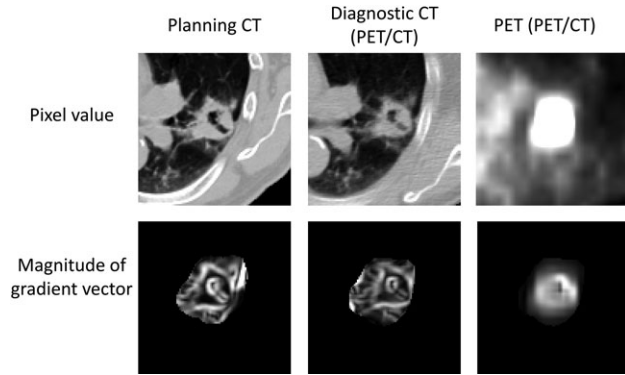 Planning CT
Diagnostic CT
(PET/CT)
PET (PET/CT)
Pixel value
Magnitude of
gradient vector